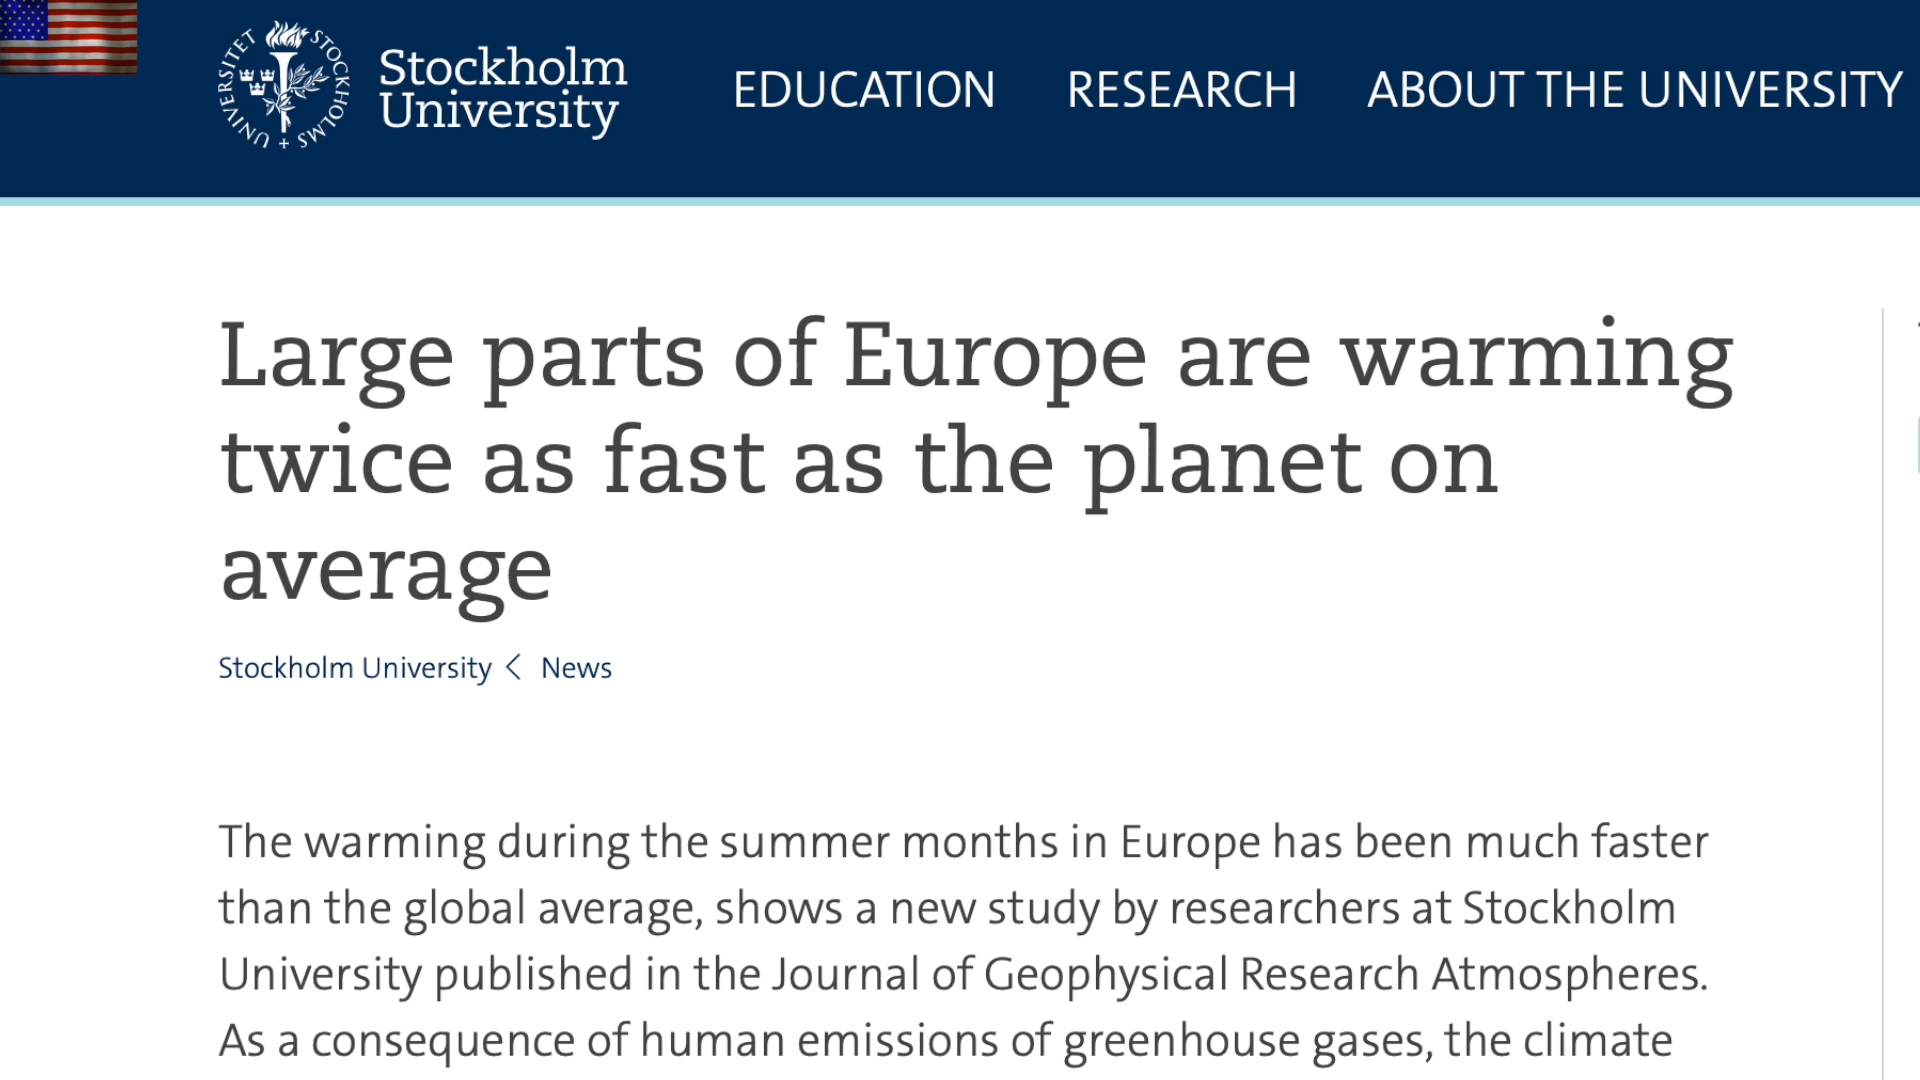 UNIVERSITET STOCKHOLMS
Stockholm
University
EDUCATION RESEARCH ABOUT THE UNIVERSITY
Large parts of Europe are warming
twice as fast as the planet on
average
Stockholm University < News
The warming during the summer months in Europe has been much faster
than the global average, shows a new study by researchers at Stockholm
University published in the Journal of Geophysical Research Atmospheres.
As a consequence of human emissions of greenhouse gases, the climate